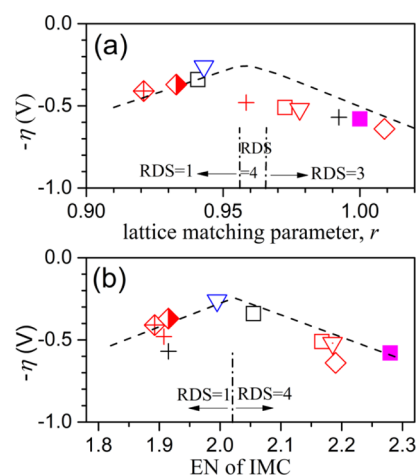 (a)
-η (V)
0.0
-0.5
-1.0
RDS
RDS=1
=4
RDS=3
0.90
0.95
1.00
lattice matching parameter, r
(b)
-η (V)
0.0
-0.5
-1.0
RDS=1
RDS=4
1.8
1.9
2.0
2.1
2.2
2.3
EN of IMC